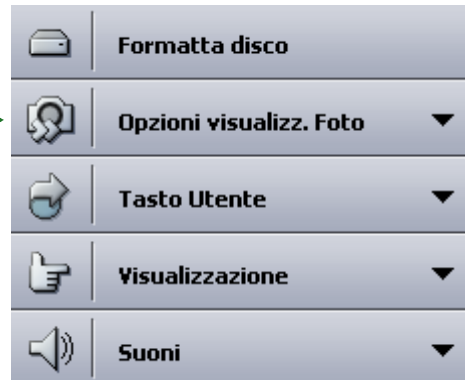 Formatta disco
Opzioni visualizz. Foto
Tasto Utente
Visualizzazione
Suoni